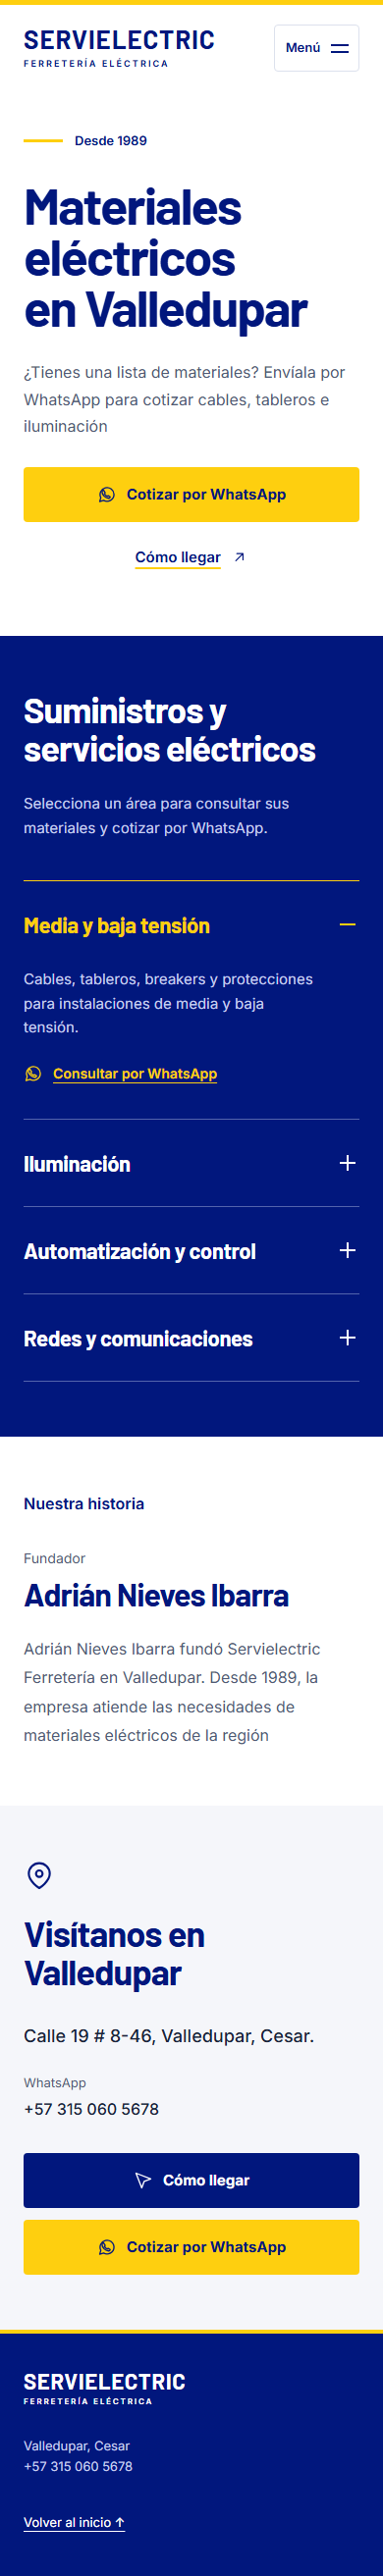 SERVIELECTRIC
FERRETERÍA ELÉCTRICA
Menú
Desde 1989
Materiales
eléctricos
en Valledupar
¿Tienes una lista de materiales? Envíala por
WhatsApp para cotizar cables, tableros e
iluminación
Cotizar por WhatsApp
Cómo llegar
Suministros y
servicios eléctricos
Selecciona un área para consultar sus
materiales y cotizar por WhatsApp.
Media y baja tensión
Cables, tableros, breakers y protecciones
para instalaciones de media y baja
tensión.
Consultar por WhatsApp
Iluminación
Automatización y control
Redes y comunicaciones
Nuestra historia
Fundador
Adrián Nieves Ibarra
Adrián Nieves Ibarra fundó Servielectric
Ferretería en Valledupar. Desde 1989, la
empresa atiende las necesidades de
materiales eléctricos de la región
Visítanos en
Valledupar
Calle 19 # 8-46, Valledupar, Cesar.
WhatsApp
+57 315 060 5678
Cómo llegar
Cotizar por WhatsApp
SERVIELECTRIC
FERRETERÍA ELÉCTRICA
Valledupar, Cesar
+57 315 060 5678
Volver al inicio ↑